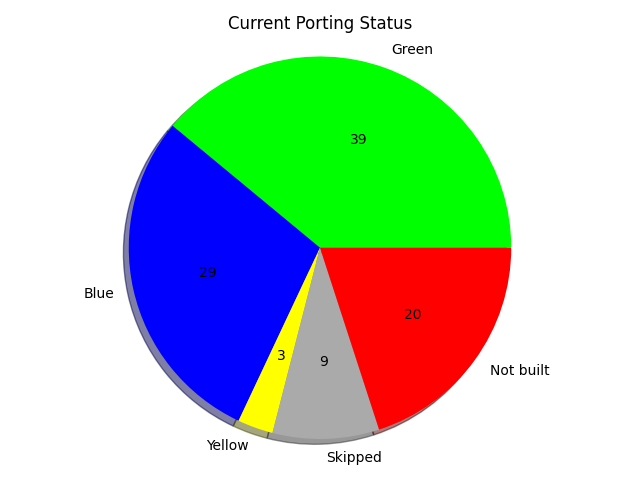 Current Porting Status
Green
39
29
Blue
3
9
20
Not built
Yellow
Skipped